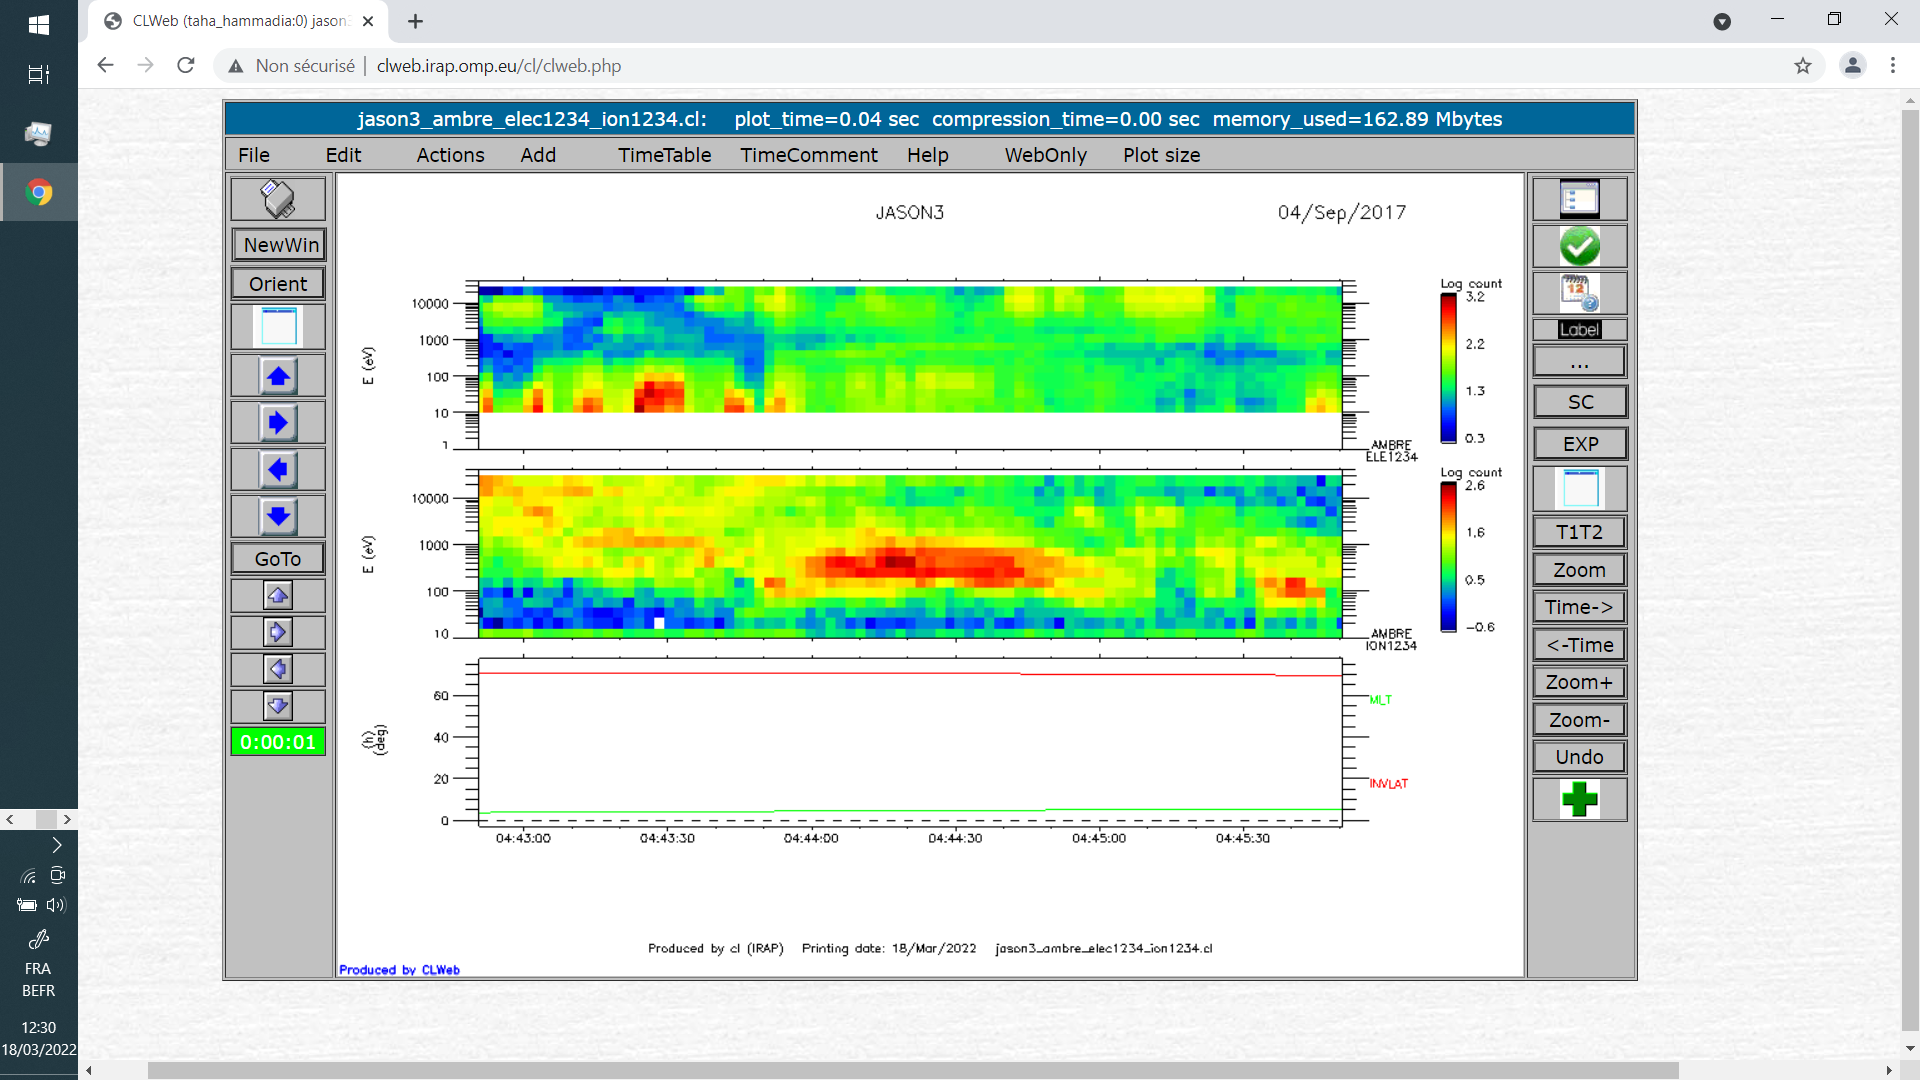 CLWeb (taha_hammadia:0) jason3
Non sécurisé | clweb.irap.omp.eu/cl/clweb.php
jason3_ambre_elec1234_ion1234.cl: plot_time=0.04 sec compression_time=0.00 sec memory_used=162.89 Mbytes
File Edit Actions Add TimeTable TimeComment Help WebOnly Plot size
NewWin
Orient
GoTo
0:00:01
JASON3 04/Sep/2017
E (eV)
10000
1000
100
10
1
Log count
3.2
2.2
1.3
0.3
AMBRE
ELE1234
E (eV)
10000
1000
100
10
Log count
2.6
1.6
0.5
-0.6
AMBRE
ION1234
(h)
(deg)
60
40
20
0
MLT
INVLAT
04:43:00 04:43:30 04:44:00 04:44:30 04:45:00 04:45:30
Produced by cl (IRAP) Printing date: 18/Mar/2022 jason3_ambre_elec1234_ion1234.cl
Produced by CLWeb
12
Label
...
SC
EXP
T1T2
Zoom
Time->
<-Time
Zoom+
Zoom-
Undo
FRA
BEFR
12:30
18/03/2022